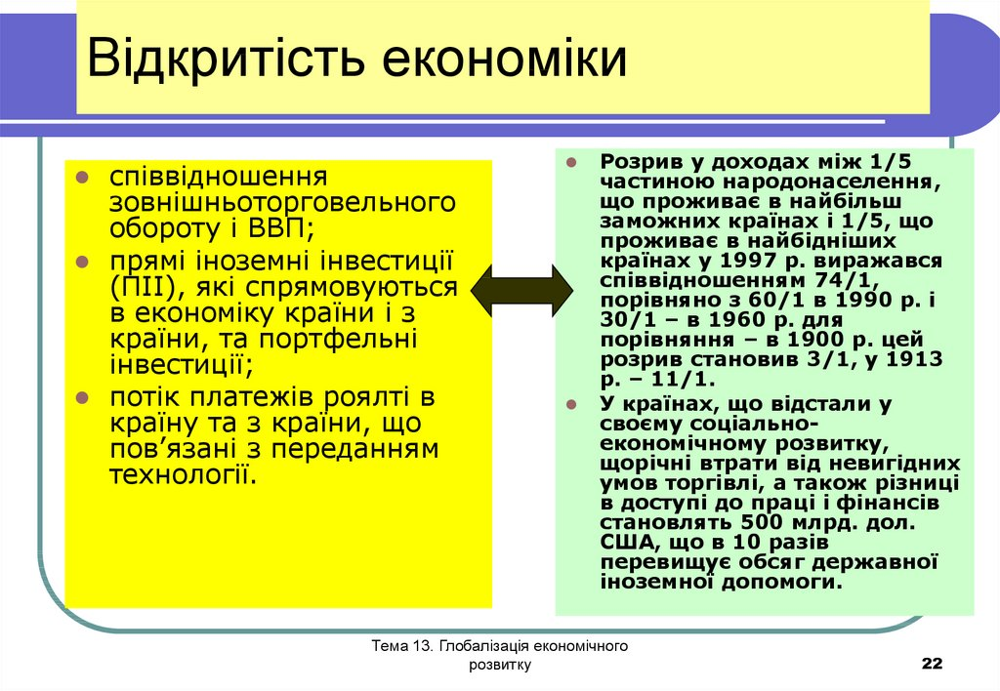 Відкритість економіки
співвідношення
зовнішньоторговельного
обороту і ВВП;
прямі іноземні інвестиції
(ПІІ), які спрямовуються
в економіку країни і з
країни, та портфельні
інвестиції;
потік платежів роялті в
країну та з країни, що
пов’язані з переданням
технології.
Розрив у доходах між 1/5
частиною народонаселення,
що проживає в найбільш
заможних країнах і 1/5, що
проживає в найбідніших
країнах у 1997 р. виражався
співвідношенням 74/1,
порівняно з 60/1 в 1990 р. і
30/1 – в 1960 р. для
порівняння – в 1900 р. цей
розрив становив 3/1, у 1913
р. – 11/1.
У країнах, що відстали у
своєму соціально-
економічному розвитку,
щорічні втрати від невигідних
умов торгівлі, а також різниці
в доступі до праці і фінансів
становлять 500 млрд. дол.
США, що в 10 разів
перевищує обсяг державної
іноземної допомоги.
Тема 13. Глобалізація економічного
розвитку
22